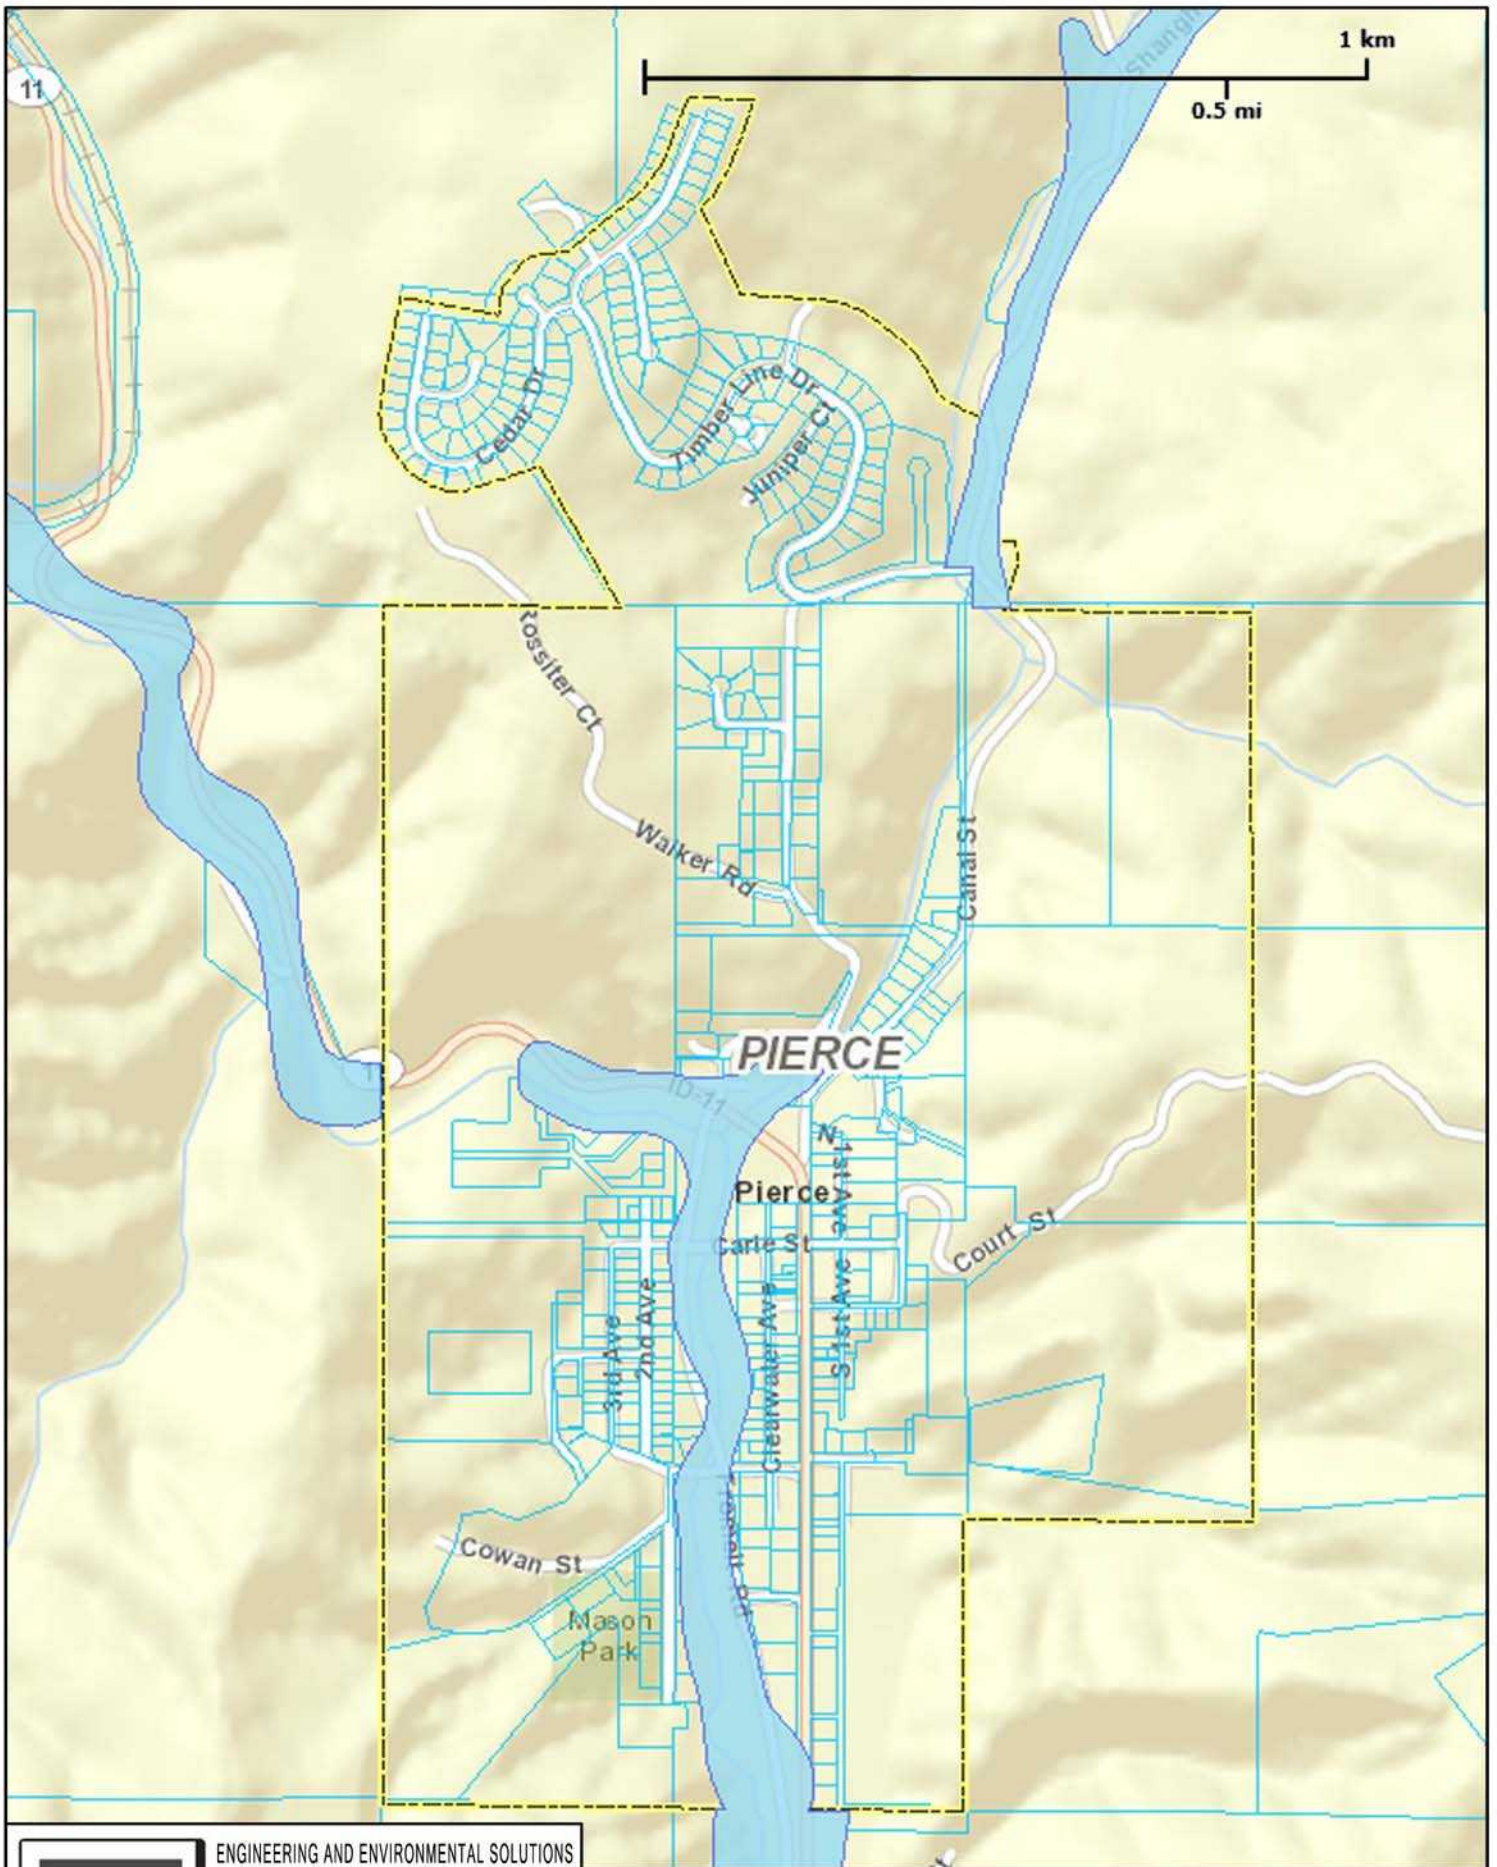 11
Shangh
1 km
0.5 mi
Cedar Dr
Timber Line Dr
Juniper Ct
Rossiter Ct
Walker Rd
Canal St
PIERCE
1
ID-11
N 1st Ave
Pierce
Carle St
Court St
Clearwater Ave
S 1st Ave
2nd Ave
3rd Ave
Cowan St
Mason
Park
ENGINEERING AND ENVIRONMENTAL SOLUTIONS